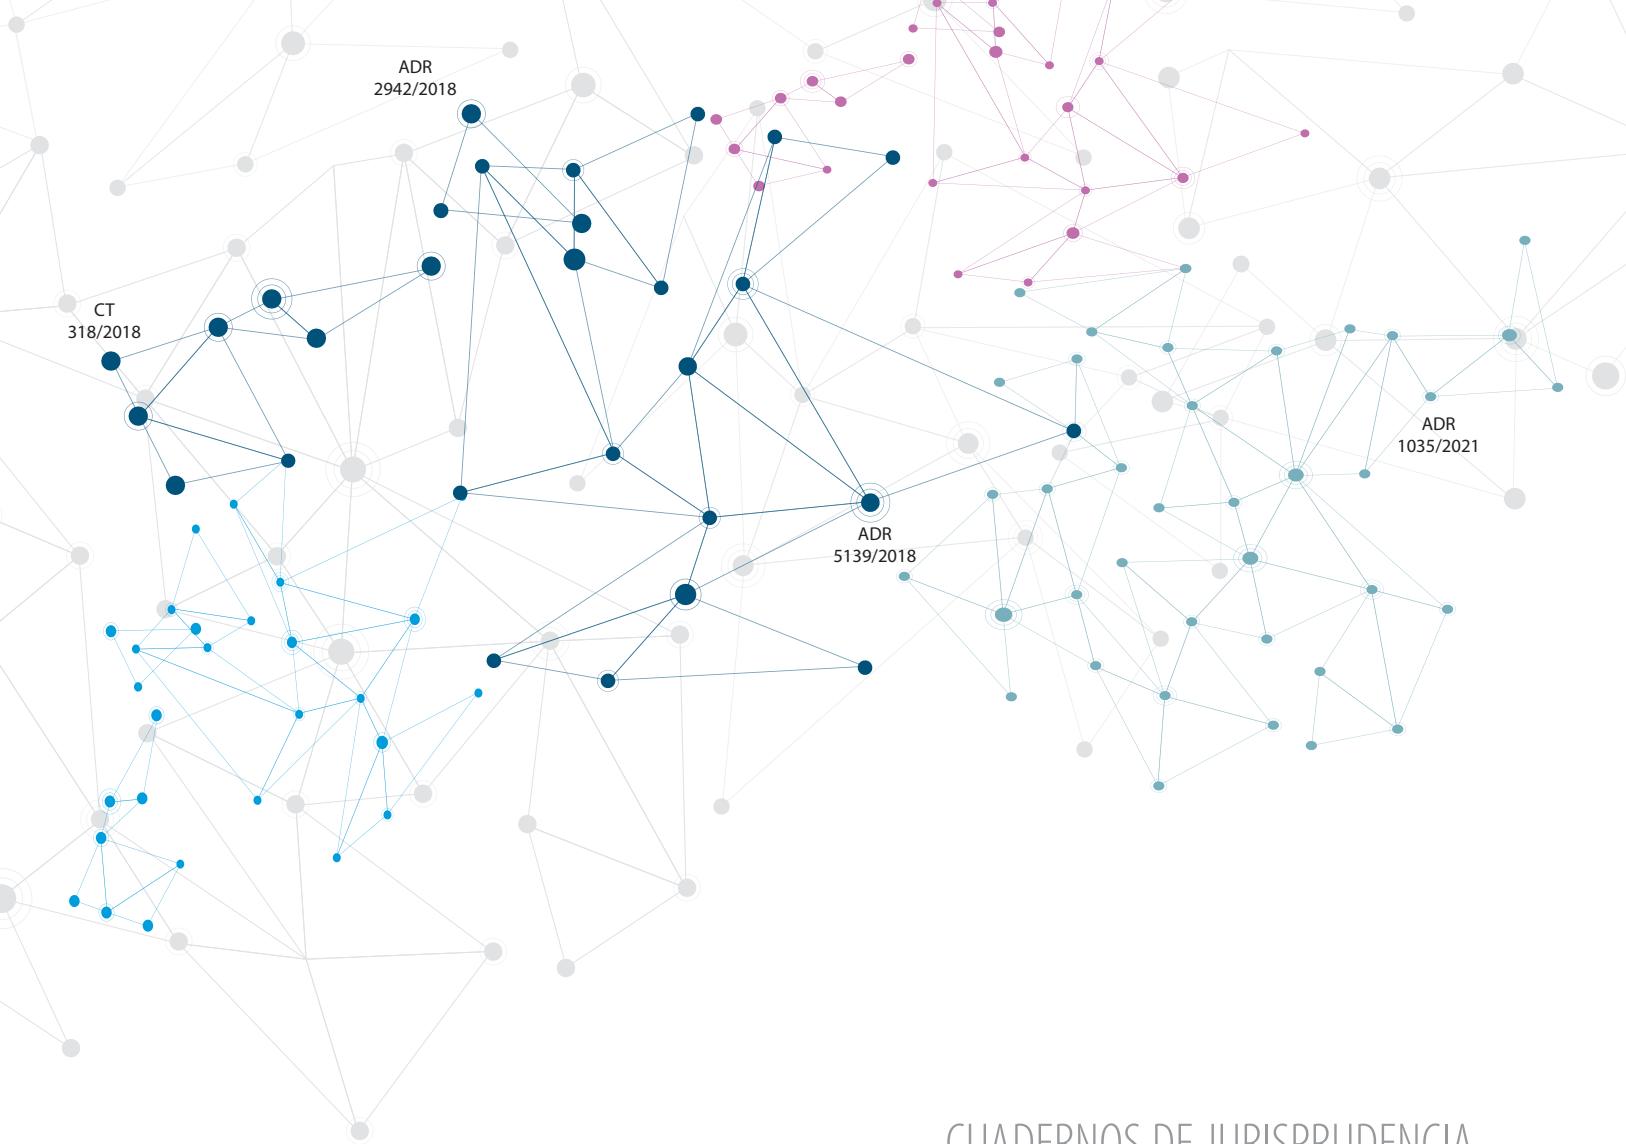 ADR
2942/2018
CT
318/2018
ADR
1035/2021
ADR
5139/2018
CUADERNOS DE JURISPRUDENCIA